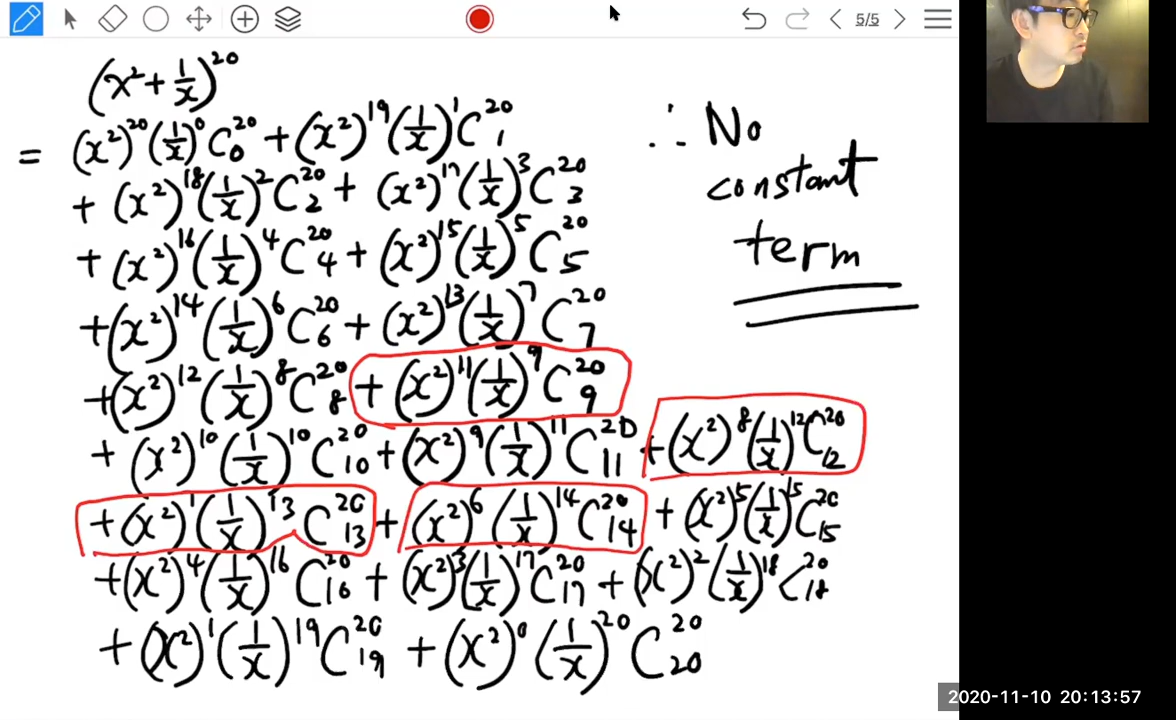 5/5
(x²+1/x)²⁰
= (x²)²⁰(1/x)⁰C₀²⁰ + (x²)¹⁹(1/x)¹C₁²⁰
+ (x²)¹⁸(1/x)²C₂²⁰ + (x²)¹⁷(1/x)³C₃²⁰
+ (x²)¹⁶(1/x)⁴C₄²⁰ + (x²)¹⁵(1/x)⁵C₅²⁰
+ (x²)¹⁴(1/x)⁶C₆²⁰ + (x²)¹³(1/x)⁷C₇²⁰
+ (x²)¹²(1/x)⁸C₈²⁰ + (x²)¹¹(1/x)⁹C₉²⁰
+ (x²)¹⁰(1/x)¹⁰C₁₀²⁰ + (x²)⁹(1/x)¹¹C₁₁²⁰ + (x²)⁸(1/x)¹²C₁₂²⁰
+ (x²)⁷(1/x)¹³C₁₃²⁰ + (x²)⁶(1/x)¹⁴C₁₄²⁰ + (x²)⁵(1/x)¹⁵C₁₅²⁰
+ (x²)⁴(1/x)¹⁶C₁₆²⁰ + (x²)³(1/x)¹⁷C₁₇²⁰ + (x²)²(1/x)¹⁸C₁₈²⁰
+ (x²)¹(1/x)¹⁹C₁₉²⁰ + (x²)⁰(1/x)²⁰C₂₀²⁰
∴ No
constant
term
2020-11-10 20:13:57